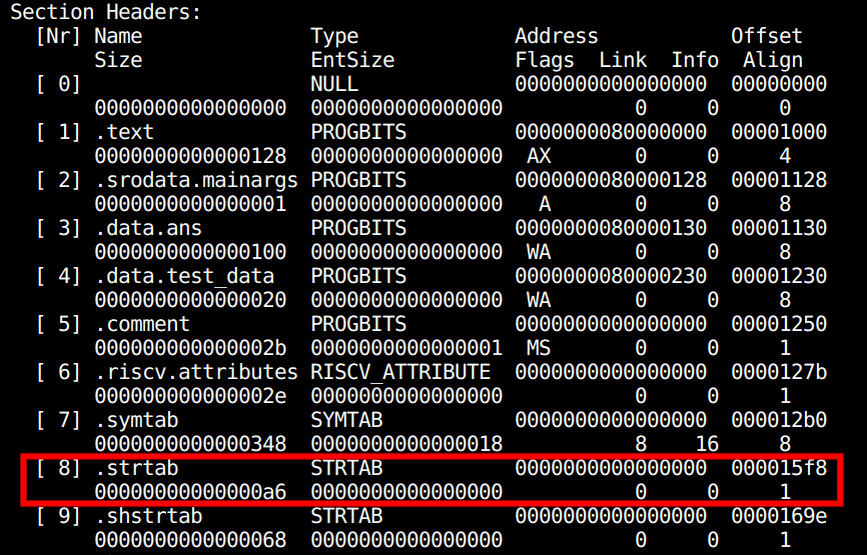 Section Headers:
  [Nr] Name              Type             Address           Offset
       Size              EntSize          Flags  Link  Info  Align
  [ 0]                   NULL             0000000000000000  00000000
       0000000000000000  0000000000000000           0     0     0
  [ 1] .text             PROGBITS         0000000080000000  00001000
       0000000000000128  0000000000000000  AX       0     0     4
  [ 2] .srodata.mainargs PROGBITS         0000000080000128  00001128
       0000000000000001  0000000000000000   A       0     0     8
  [ 3] .data.ans         PROGBITS         0000000080000130  00001130
       0000000000000100  0000000000000000  WA       0     0     8
  [ 4] .data.test_data   PROGBITS         0000000080000230  00001230
       0000000000000020  0000000000000000  WA       0     0     8
  [ 5] .comment          PROGBITS         0000000000000000  00001250
       000000000000002b  0000000000000001  MS       0     0     1
  [ 6] .riscv.attributes RISCV_ATTRIBUTE  0000000000000000  0000127b
       000000000000002e  0000000000000000           0     0     1
  [ 7] .symtab           SYMTAB           0000000000000000  000012b0
       0000000000000348  0000000000000018           8    16     8
  [ 8] .strtab           STRTAB           0000000000000000  000015f8
       00000000000000a6  0000000000000000           0     0     1
  [ 9] .shstrtab         STRTAB           0000000000000000  0000169e
       0000000000000068  0000000000000000           0     0     1